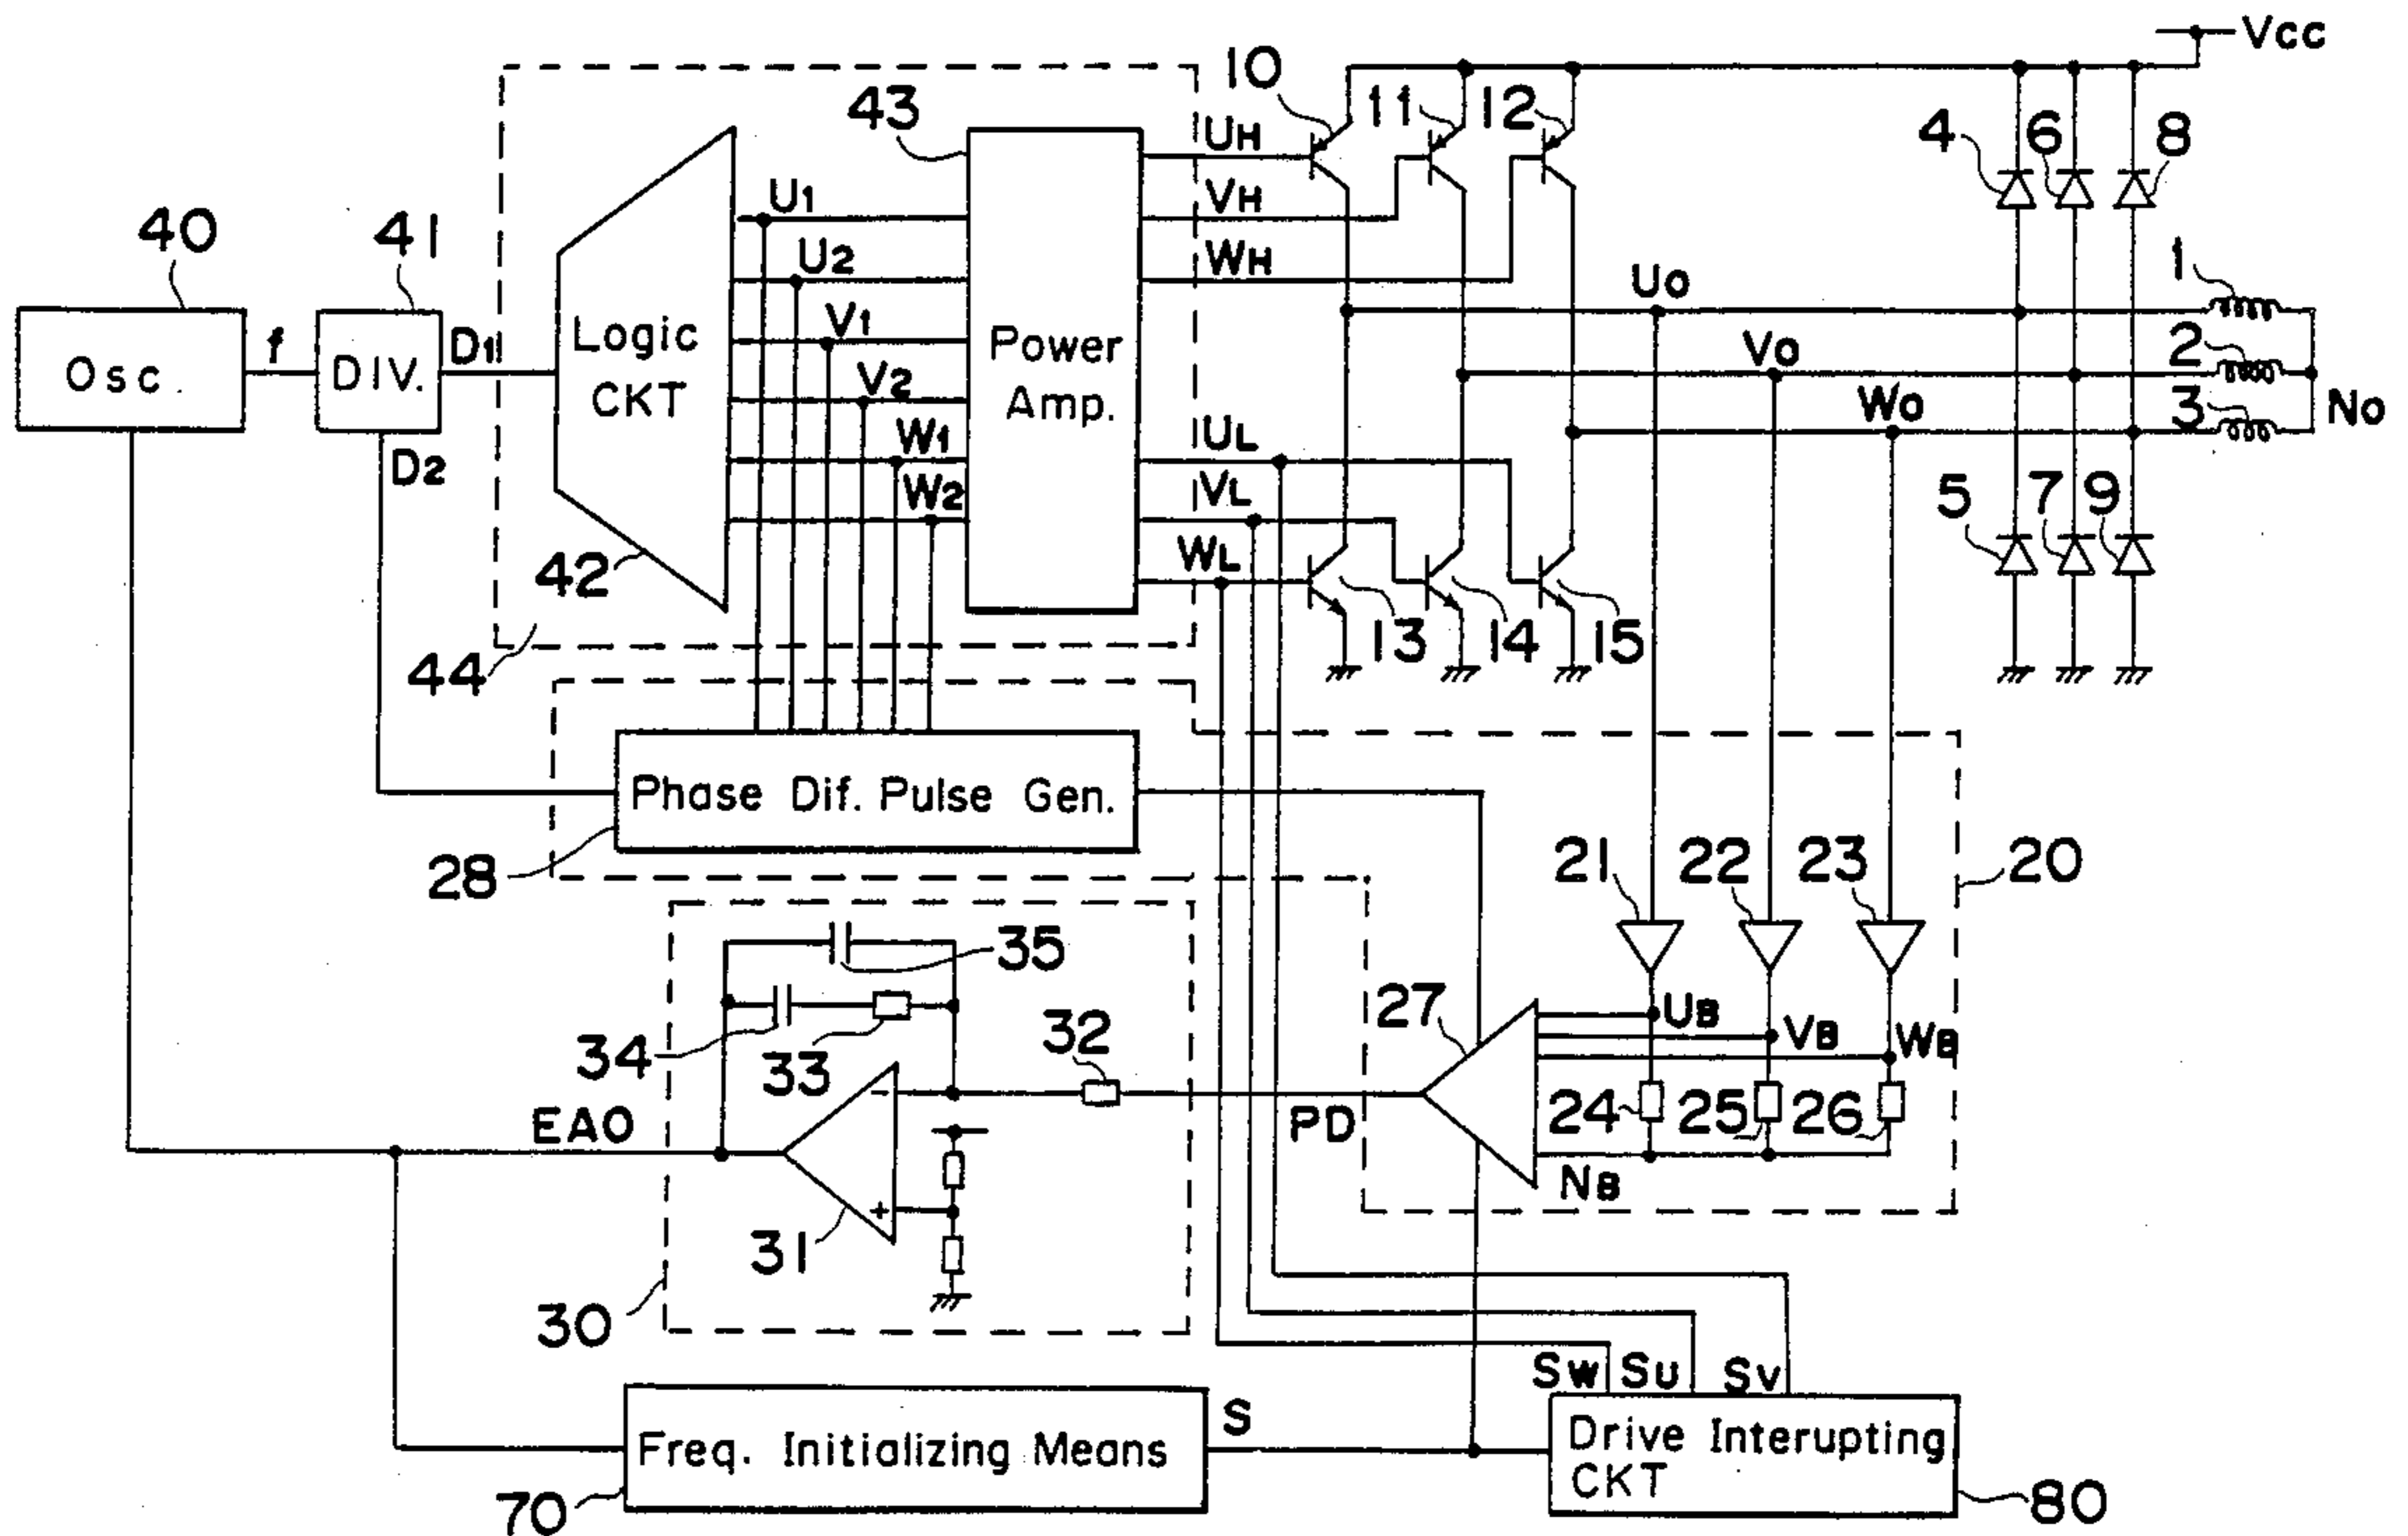 Vcc
10
11
12
43
UH
4
6
8
U1
VH
40
41
U2
WH
UO
1
Osc.
f
DIV.
D1
Logic
CKT
V1
Power
Amp.
VO
2
V2
WO
3
NO
D2
W1
UL
W2
VL
5
7
9
42
WL
44
13
14
15
Phase Dif. Pulse Gen.
28
21
22
23
20
35
27
UB
VB
WB
34
33
32
-
EAO
PD
24
25
26
+
NB
31
30
Sw
Su
Sv
S
Freq. Initializing Means
Drive Interupting
CKT
70
80